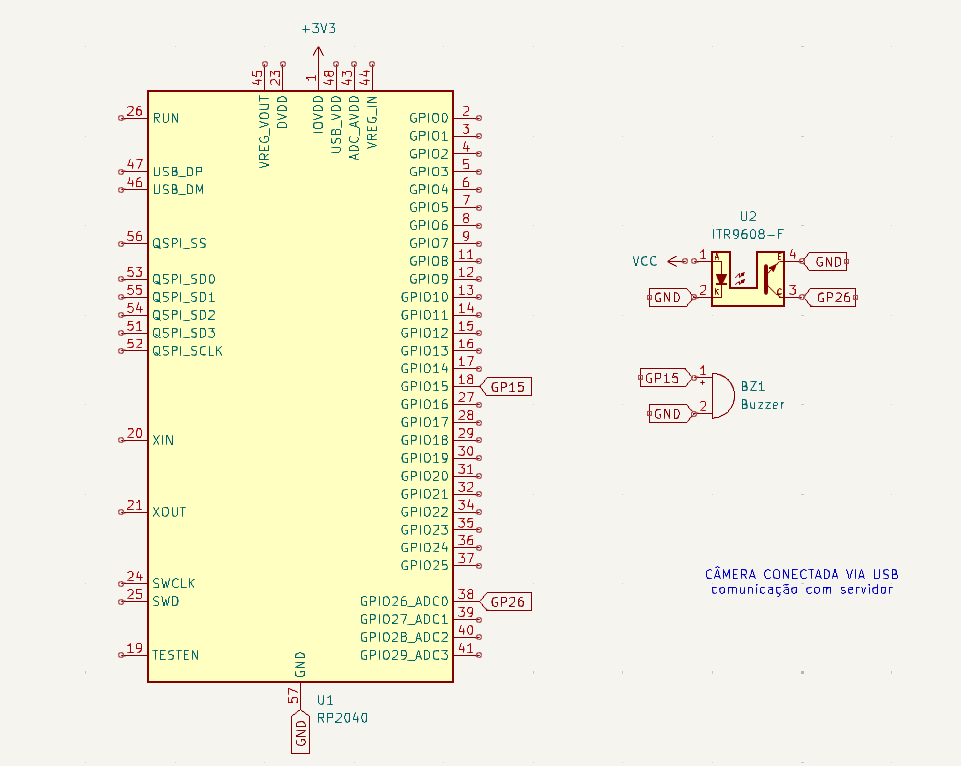 +3V3
45 23 1 48 43 44
VREG_VOUT DVDD IOVDD USB_VDD ADC_AVDD VREG_IN
26 RUN GPIO0 2
GPIO1 3
GPIO2 4
47 USB_DP GPIO3 5
46 USB_DM GPIO4 6
GPIO5 7
GPIO6 8
56 QSPI_SS GPIO7 9
GPIO8 11
53 QSPI_SD0 GPIO9 12
55 QSPI_SD1 GPIO10 13
54 QSPI_SD2 GPIO11 14
51 QSPI_SD3 GPIO12 15
52 QSPI_SCLK GPIO13 16
GPIO14 17
GPIO15 18 GP15
GPIO16 27
GPIO17 28
20 XIN GPIO18 29
GPIO19 30
GPIO20 31
GPIO21 32
21 XOUT GPIO22 34
GPIO23 35
GPIO24 36
GPIO25 37
24 SWCLK
25 SWD GPIO26_ADC0 38 GP26
GPIO27_ADC1 39
GPIO28_ADC2 40
19 TESTEN GPIO29_ADC3 41
GND
57
GND
U1
RP2040
U2
ITR9608-F
VCC 1 A E 4 GND
GND 2 K C 3 GP26
GP15 1 +
GND 2
BZ1
Buzzer
CÂMERA CONECTADA VIA USB
comunicação com servidor